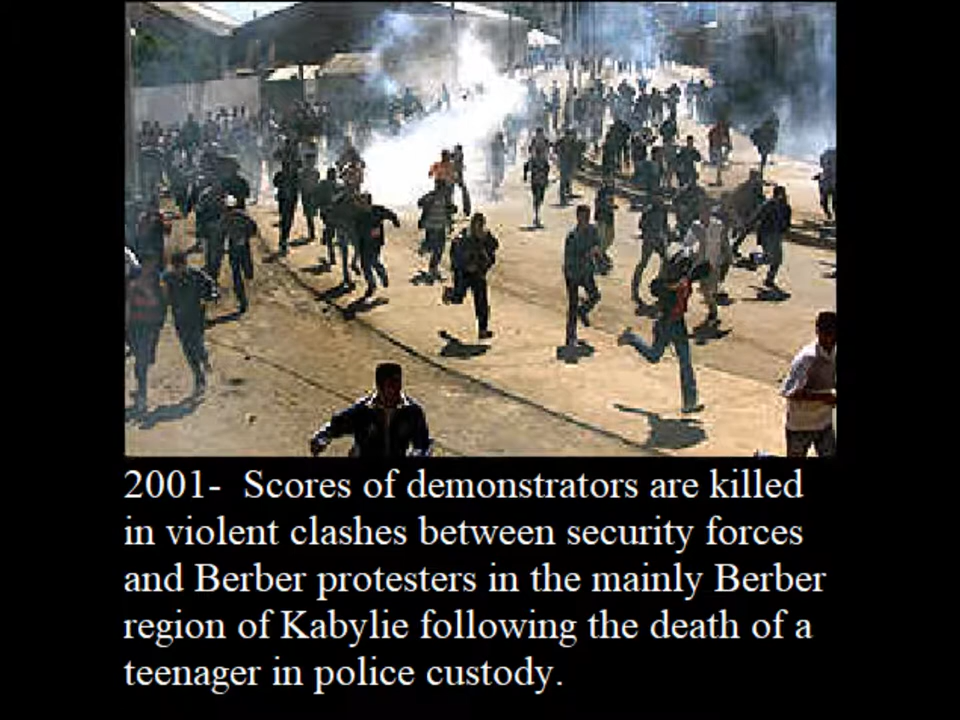 2001-  Scores of demonstrators are killed
in violent clashes between security forces
and Berber protesters in the mainly Berber
region of Kabylie following the death of a
teenager in police custody.